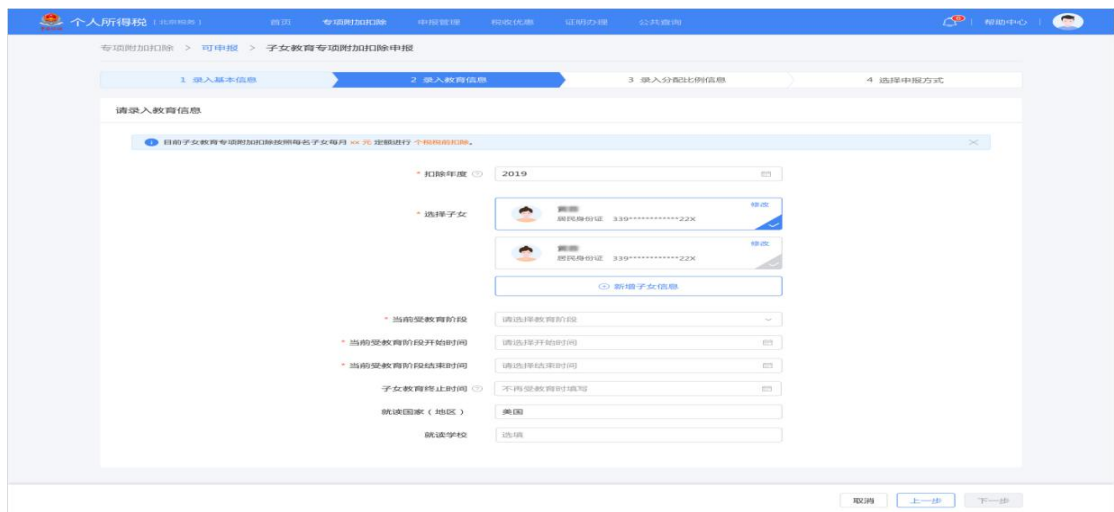 个人所得税 ( 北京税务 ) 首页 专项附加扣除 申报管理 税收优惠 证明办理 公共查询 帮助中心
专项附加扣除 > 可申报 > 子女教育专项附加扣除申报
1 录入基本信息 2 录入教育信息 3 录入分配比例信息 4 选择申报方式
请录入教育信息
目前子女教育专项附加扣除按照每名子女每月 xx 元 定额进行 个税税前扣除。
* 扣除年度 2019
* 选择子女
修改
居民身份证 339************22X
修改
居民身份证 339************22X
新增子女信息
* 当前受教育阶段 请选择教育阶段
* 当前受教育阶段开始时间 请选择开始时间
* 当前受教育阶段结束时间 请选择结束时间
子女教育终止时间 不再受教育时填写
就读国家（地区） 美国
就读学校 选填
取消 上一步 下一步